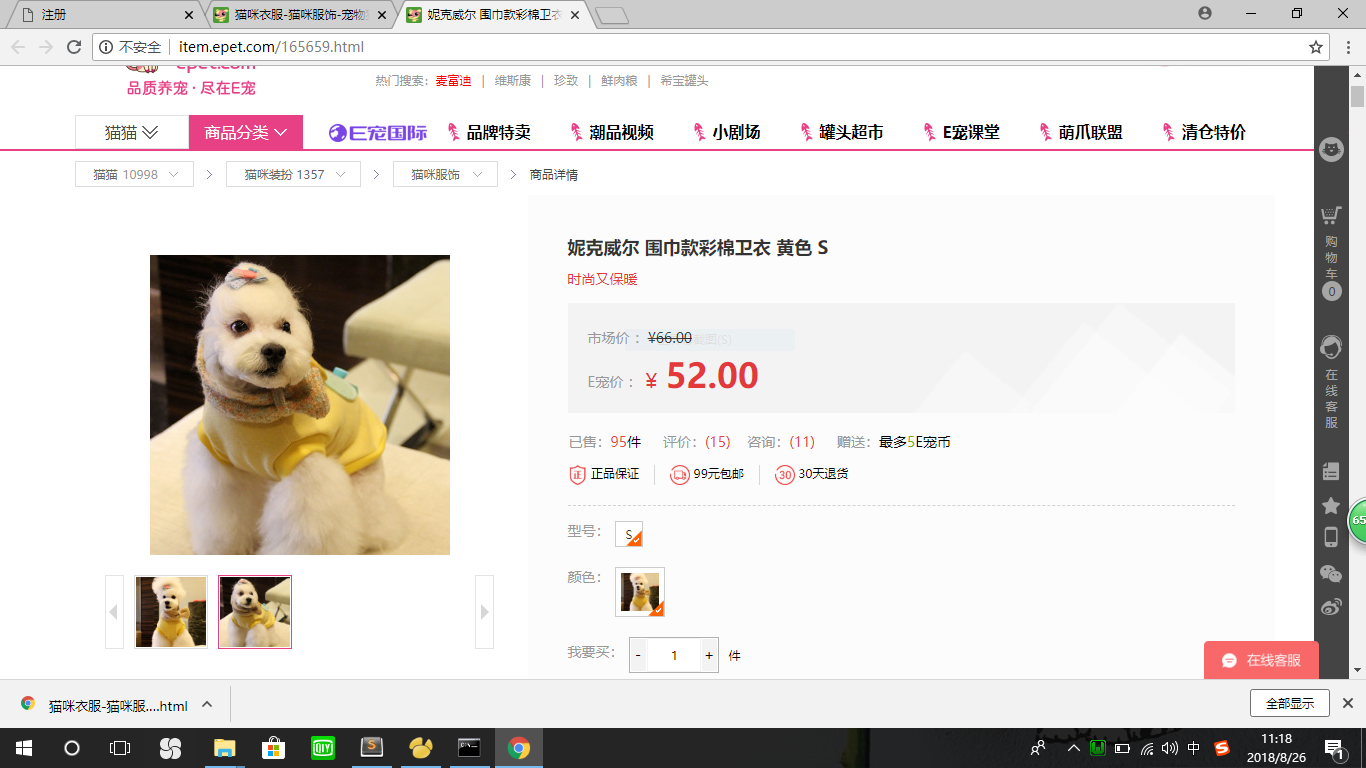 注册
猫咪衣服-猫咪服饰-宠物
妮克威尔 围巾款彩棉卫衣
不安全 item.epet.com/165659.html
epet.com
品质养宠·尽在E宠
热门搜索： 麦富迪 | 维斯康 | 珍致 | 鲜肉粮 | 希宝罐头
猫猫 商品分类 E宠国际 品牌特卖 潮品视频 小剧场 罐头超市 E宠课堂 萌爪联盟 清仓特价
猫猫 10998 > 猫咪装扮 1357 > 猫咪服饰 > 商品详情
妮克威尔 围巾款彩棉卫衣 黄色 S
时尚又保暖
市场价： ¥66.00 截图(S)
E宠价： ¥ 52.00
已售： 95件 评价： (15) 咨询： (11) 赠送： 最多5E宠币
正 正品保证 99元包邮 30 30天退货
型号： S
颜色：
我要买： - 1 + 件
购物车
0
在线客服
65
在线客服
猫咪衣服-猫咪服....html
全部显示
QIY
S
中
S
11:18
2018/8/26
1